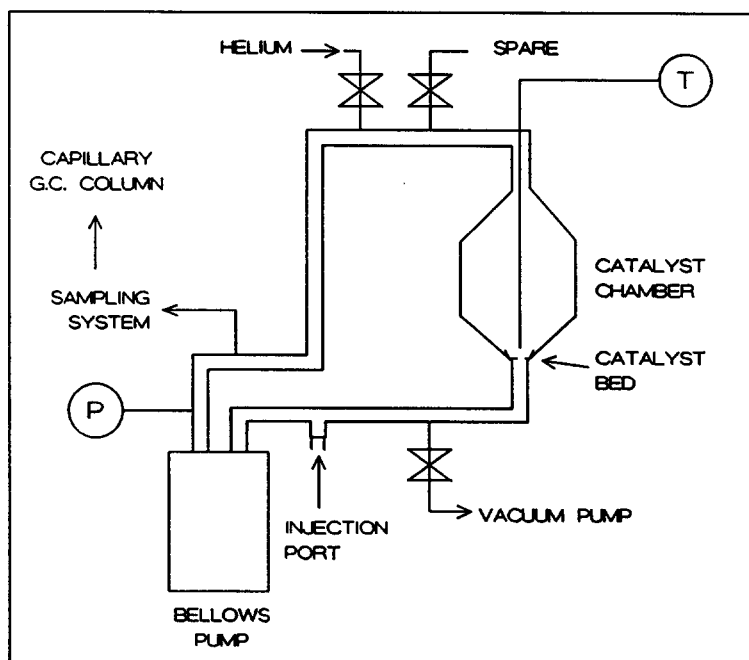 HELIUM
SPARE
T
CAPILLARY
G.C. COLUMN
SAMPLING
SYSTEM
CATALYST
CHAMBER
CATALYST
BED
P
INJECTION
PORT
VACUUM PUMP
BELLOWS
PUMP